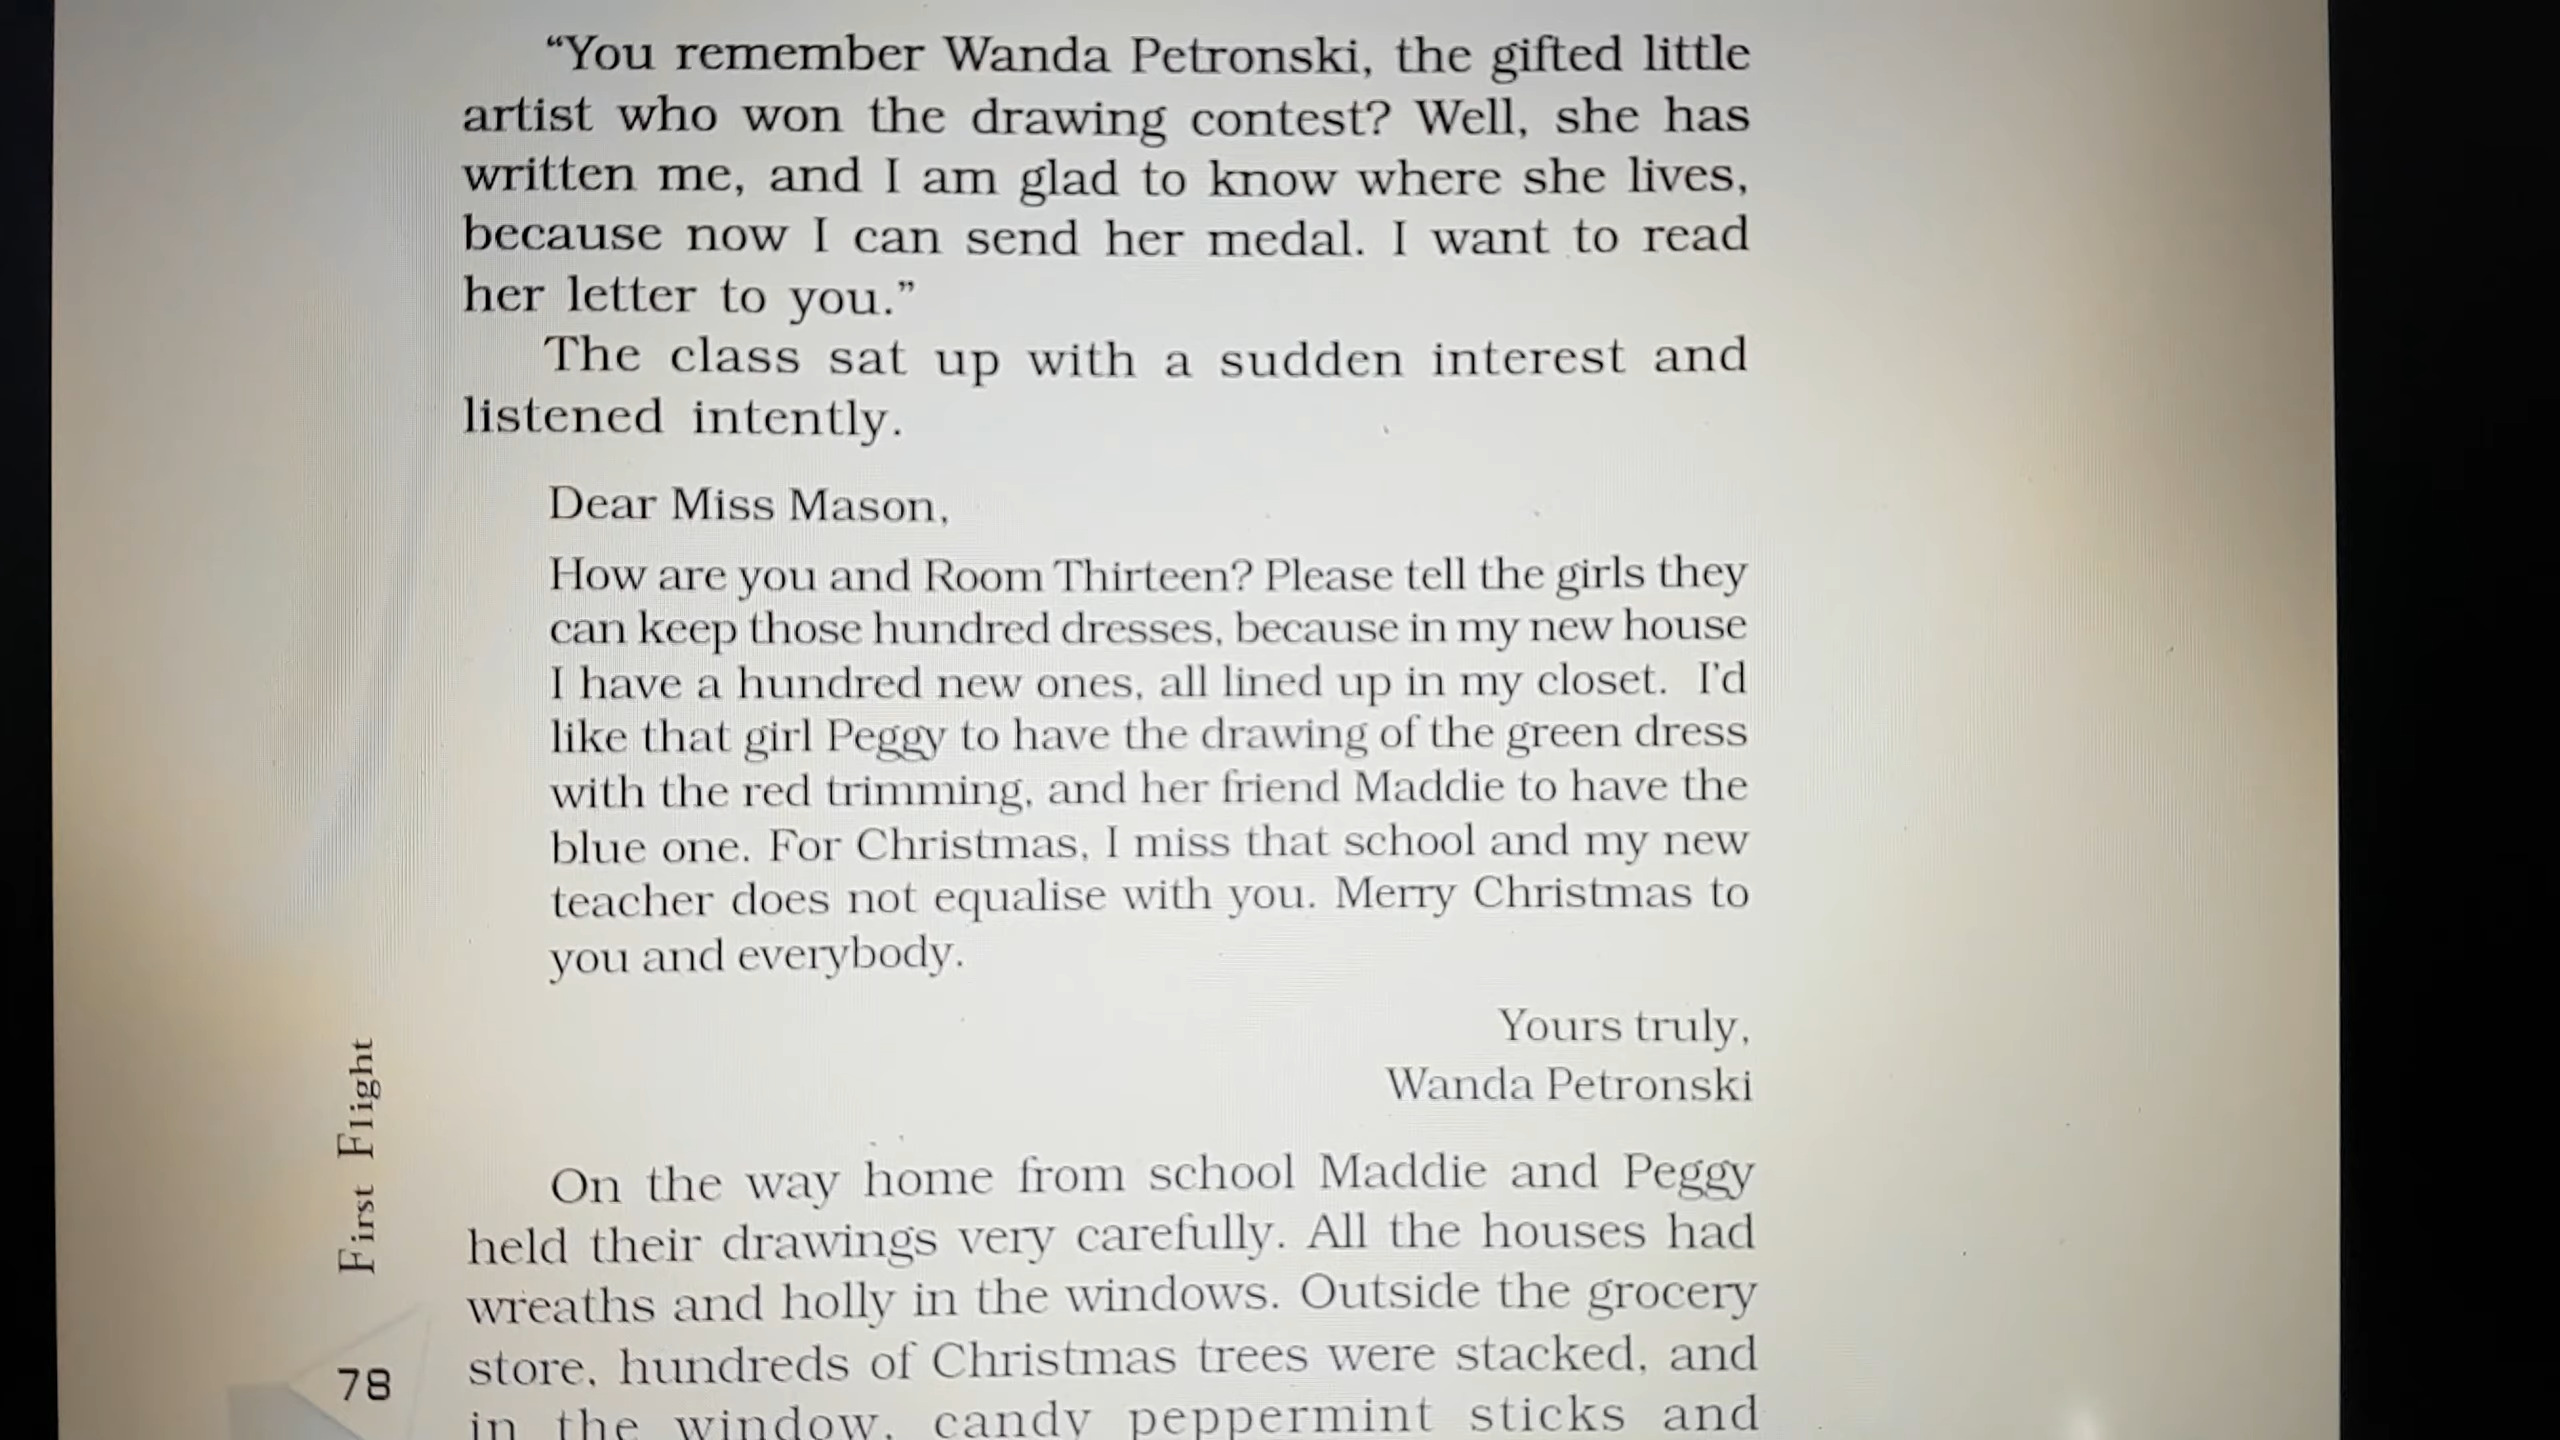 “You remember Wanda Petronski, the gifted little
artist who won the drawing contest? Well, she has
written me, and I am glad to know where she lives,
because now I can send her medal. I want to read
her letter to you.”
The class sat up with a sudden interest and
listened intently.
Dear Miss Mason,
How are you and Room Thirteen? Please tell the girls they
can keep those hundred dresses, because in my new house
I have a hundred new ones, all lined up in my closet. I’d
like that girl Peggy to have the drawing of the green dress
with the red trimming, and her friend Maddie to have the
blue one. For Christmas, I miss that school and my new
teacher does not equalise with you. Merry Christmas to
you and everybody.
Yours truly,
Wanda Petronski
On the way home from school Maddie and Peggy
held their drawings very carefully. All the houses had
wreaths and holly in the windows. Outside the grocery
store, hundreds of Christmas trees were stacked, and
in the window, candy peppermint sticks and
First Flight
78